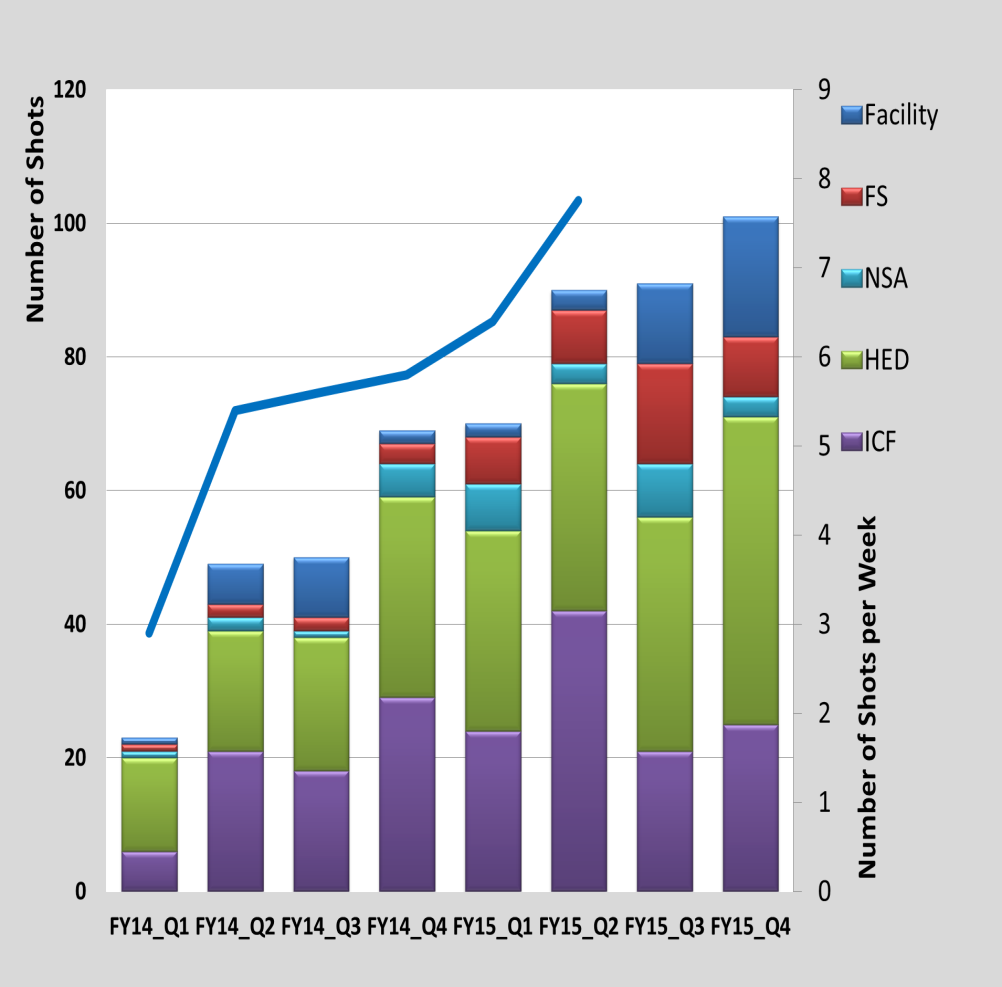 Number of Shots
120
100
80
60
40
20
0
9
8
7
6
5
4
3
2
1
0
Facility
FS
NSA
HED
ICF
Number of Shots per Week
FY14_Q1 FY14_Q2 FY14_Q3 FY14_Q4 FY15_Q1 FY15_Q2 FY15_Q3 FY15_Q4